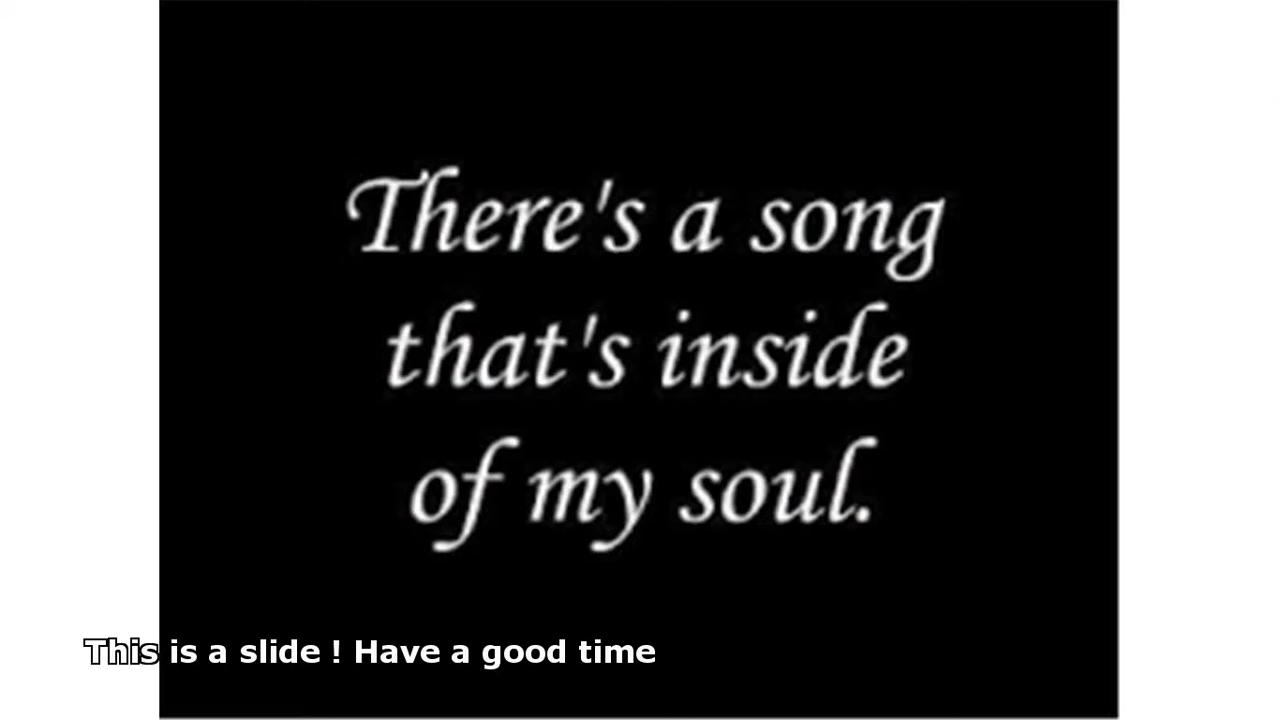 There's a song
that's inside
of my soul.
This is a slide ! Have a good time